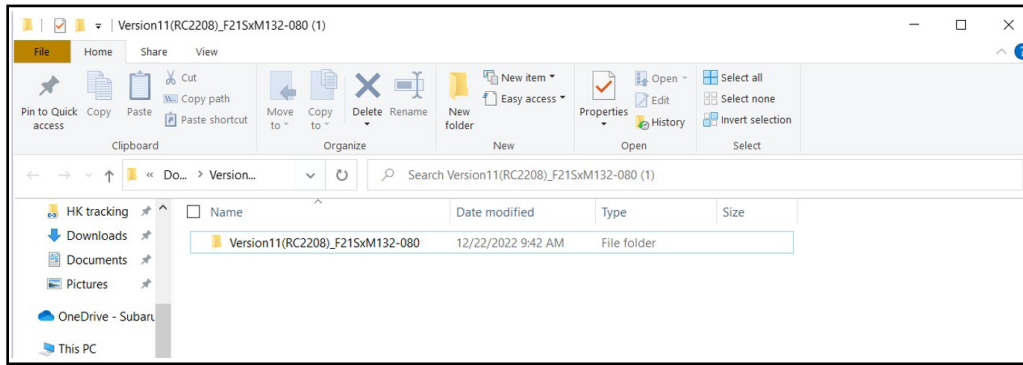 Version11(RC2208)_F21SxM132-080 (1)
File Home Share View
Pin to Quick access
Copy
Paste
Cut
Copy path
Paste shortcut
Move to
Copy to
Delete
Rename
New folder
New item
Easy access
Properties
Open
Edit
History
Select all
Select none
Invert selection
Clipboard Organize New Open Select
« Do... > Version... Search Version11(RC2208)_F21SxM132-080 (1)
HK tracking
Downloads
Documents
Pictures
OneDrive - Subaru
This PC
Name Date modified Type Size
Version11(RC2208)_F21SxM132-080 12/22/2022 9:42 AM File folder